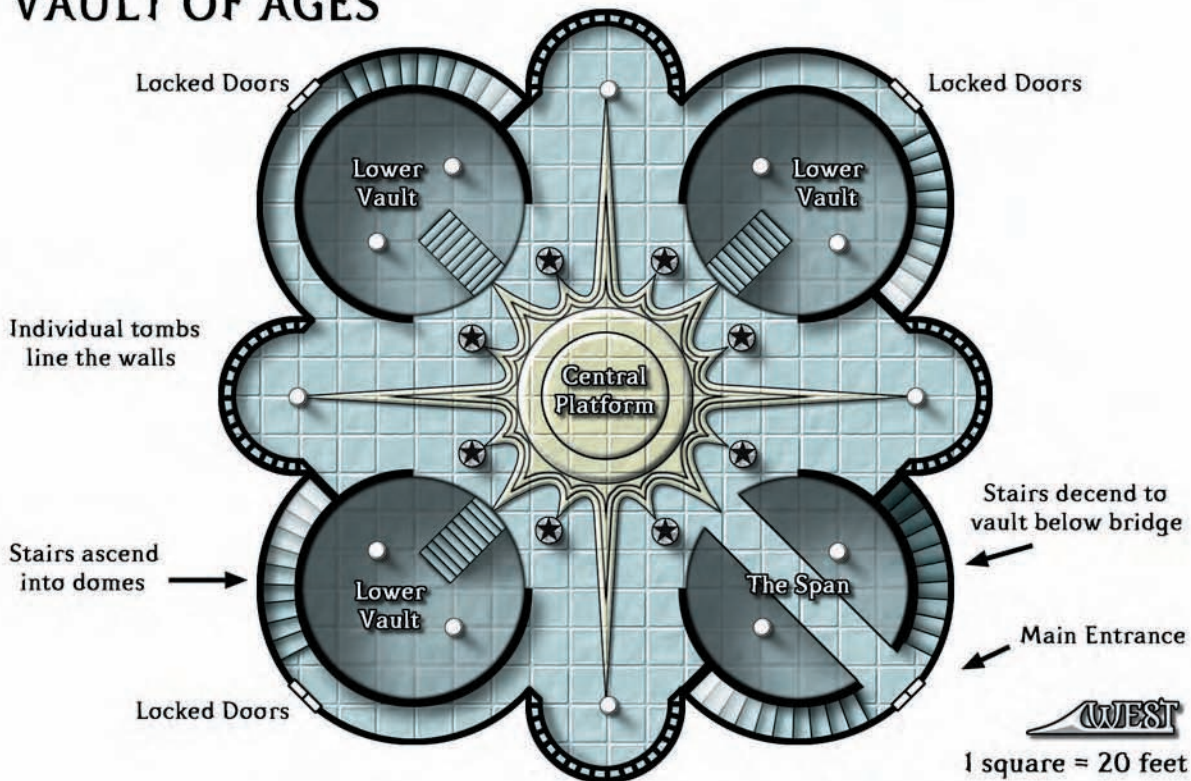 VAULT OF AGES
Locked Doors
Locked Doors
Lower
Vault
Lower
Vault
Individual tombs
line the walls
Central
Platform
Stairs decend to
vault below bridge
Stairs ascend
into domes
The Span
Lower
Vault
Main Entrance
Locked Doors
WEST
1 square = 20 feet